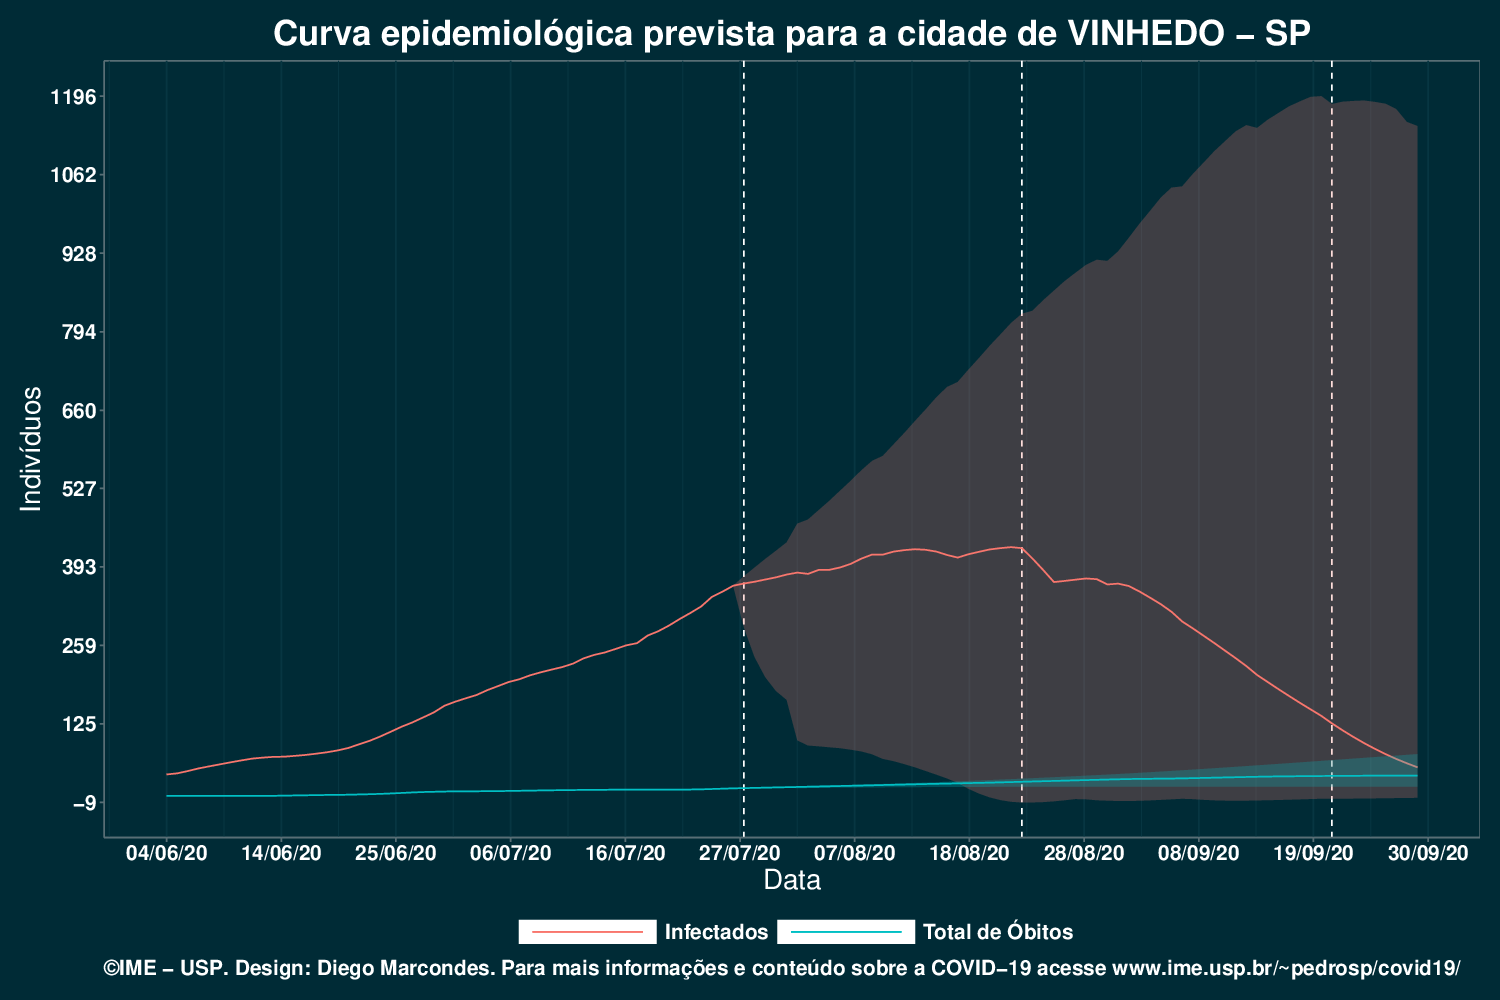 Curva epidemiológica prevista para a cidade de VINHEDO – SP
Indivíduos
1196
1062
928
794
660
527
393
259
125
−9
04/06/20 14/06/20 25/06/20 06/07/20 16/07/20 27/07/20 07/08/20 18/08/20 28/08/20 08/09/20 19/09/20 30/09/20
Data
Infectados Total de Óbitos
©IME – USP. Design: Diego Marcondes. Para mais informações e conteúdo sobre a COVID−19 acesse www.ime.usp.br/~pedrosp/covid19/